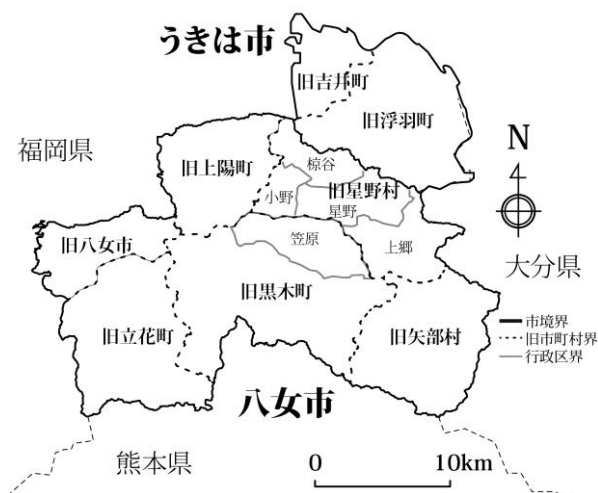 うきは市
旧吉井町
旧浮羽町
福岡県
旧上陽町
椋谷
旧星野村
小野
星野
N
旧八女市
笠原
上郷
大分県
旧黒木町
旧立花町
旧矢部村
市境界
旧市町村界
行政区界
八女市
熊本県
0 10km